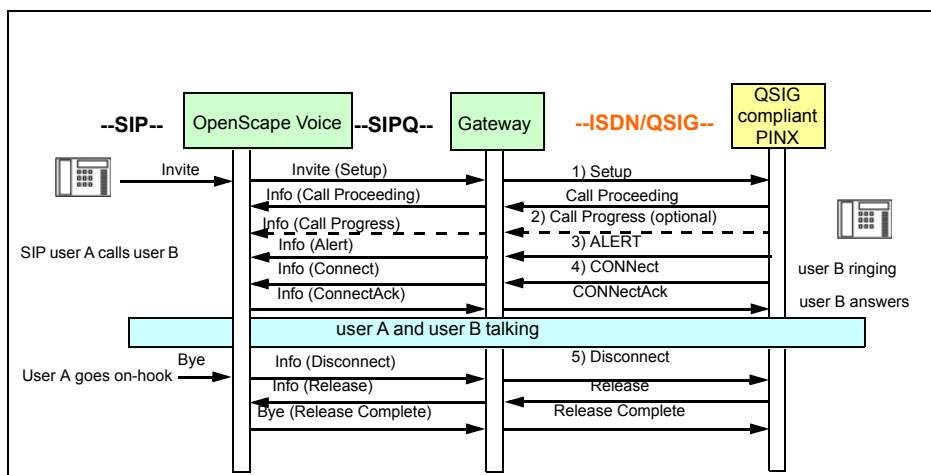 --SIP--
OpenScape Voice
--SIPQ--
Gateway
--ISDN/QSIG--
QSIG
compliant
PINX
Invite
Invite (Setup)
1) Setup
Info (Call Proceeding)
Call Proceeding
Info (Call Progress)
2) Call Progress (optional)
SIP user A calls user B
Info (Alert)
3) ALERT
Info (Connect)
4) CONNect
user B ringing
Info (ConnectAck)
CONNectAck
user B answers
user A and user B talking
Bye
User A goes on-hook
Info (Disconnect)
5) Disconnect
Info (Release)
Release
Bye (Release Complete)
Release Complete